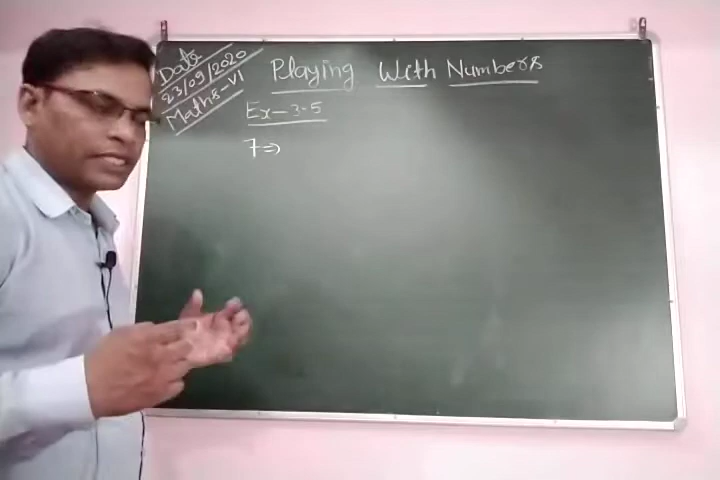 Date
23/09/2020
Maths-VI
Playing With Numbers
Ex-3.5
7⇒